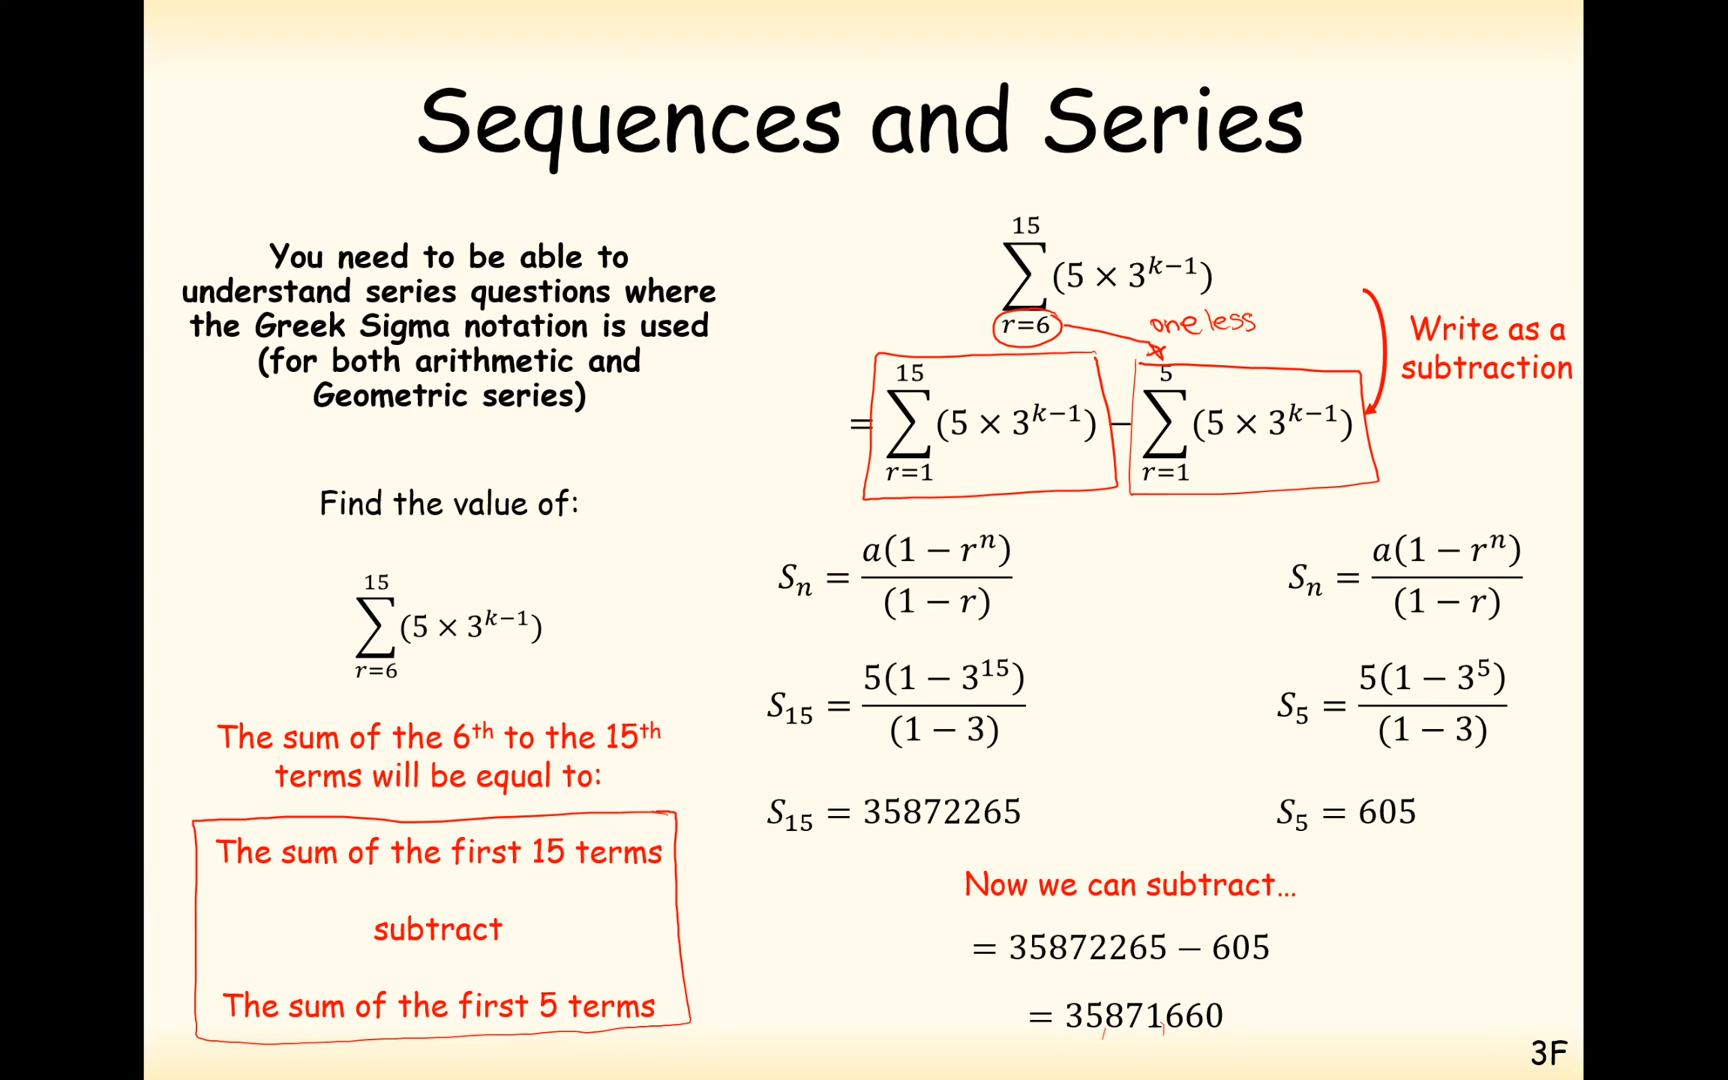 Sequences and Series
You need to be able to
understand series questions where
the Greek Sigma notation is used
(for both arithmetic and
Geometric series)
Find the value of:
15
∑(5 × 3^{k−1})
r=6
The sum of the 6th to the 15th
terms will be equal to:
The sum of the first 15 terms
subtract
The sum of the first 5 terms
15
∑(5 × 3^{k−1})
r=6
one less
Write as a
subtraction
15 5
= ∑(5 × 3^{k−1}) − ∑(5 × 3^{k−1})
r=1 r=1
S_n = a(1 − r^n)/(1 − r)
S_15 = 5(1 − 3^15)/(1 − 3)
S_15 = 35872265
S_n = a(1 − r^n)/(1 − r)
S_5 = 5(1 − 3^5)/(1 − 3)
S_5 = 605
Now we can subtract…
= 35872265 − 605
= 35871660
3F